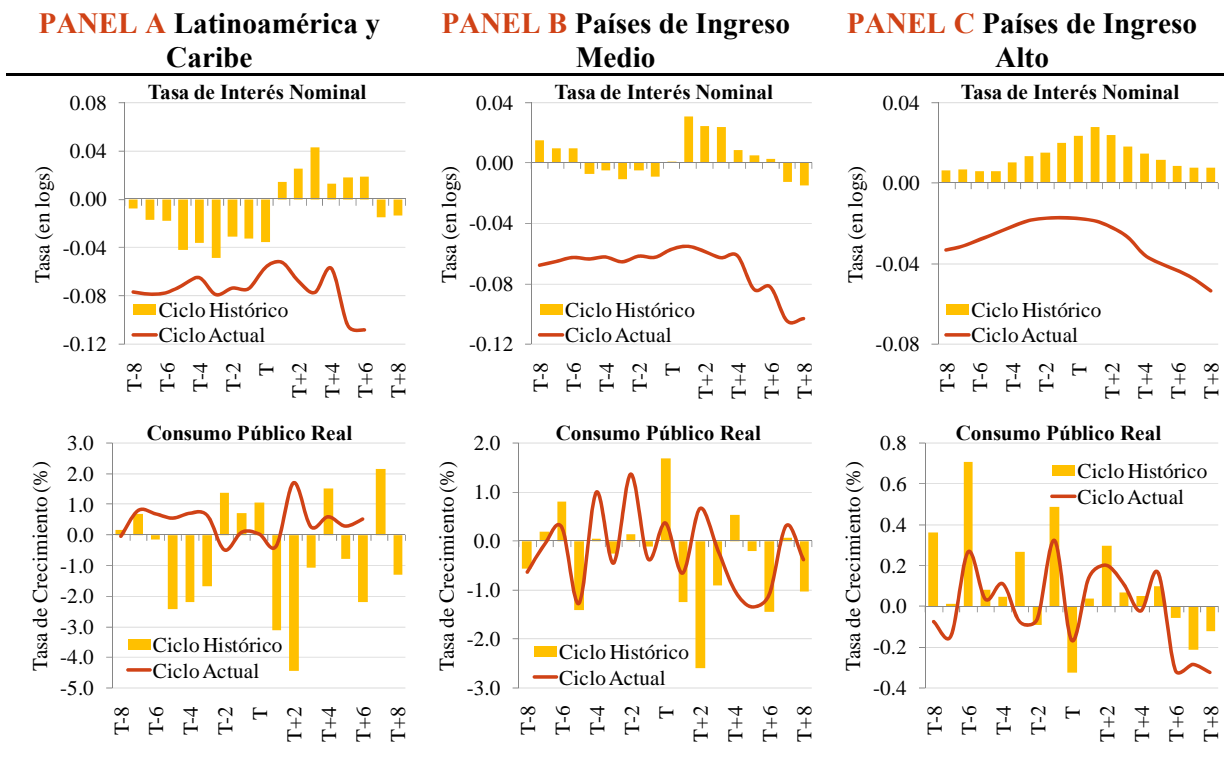 PANEL A Latinoamérica y
Caribe
PANEL B Países de Ingreso
Medio
PANEL C Países de Ingreso
Alto
Tasa de Interés Nominal
Tasa (en logs)
0.08
0.04
0.00
-0.04
-0.08
-0.12
Ciclo Histórico
Ciclo Actual
T-8
T-6
T-4
T-2
T
T+2
T+4
T+6
T+8
Tasa de Interés Nominal
Tasa (en logs)
0.04
0.00
-0.04
-0.08
-0.12
Ciclo Histórico
Ciclo Actual
T-8
T-6
T-4
T-2
T
T+2
T+4
T+6
T+8
Tasa de Interés Nominal
Tasa (en logs)
0.04
0.00
-0.04
-0.08
Ciclo Histórico
Ciclo Actual
T-8
T-6
T-4
T-2
T
T+2
T+4
T+6
T+8
Consumo Público Real
Tasa de Crecimiento (%)
3.0
2.0
1.0
0.0
-1.0
-2.0
-3.0
-4.0
-5.0
Ciclo Histórico
Ciclo Actual
T-8
T-6
T-4
T-2
T
T+2
T+4
T+6
T+8
Consumo Público Real
Tasa de Crecimiento (%)
2.0
1.0
0.0
-1.0
-2.0
-3.0
Ciclo Histórico
Ciclo Actual
T-8
T-6
T-4
T-2
T
T+2
T+4
T+6
T+8
Consumo Público Real
Tasa de Crecimiento (%)
0.8
0.6
0.4
0.2
0.0
-0.2
-0.4
Ciclo Histórico
Ciclo Actual
T-8
T-6
T-4
T-2
T
T+2
T+4
T+6
T+8